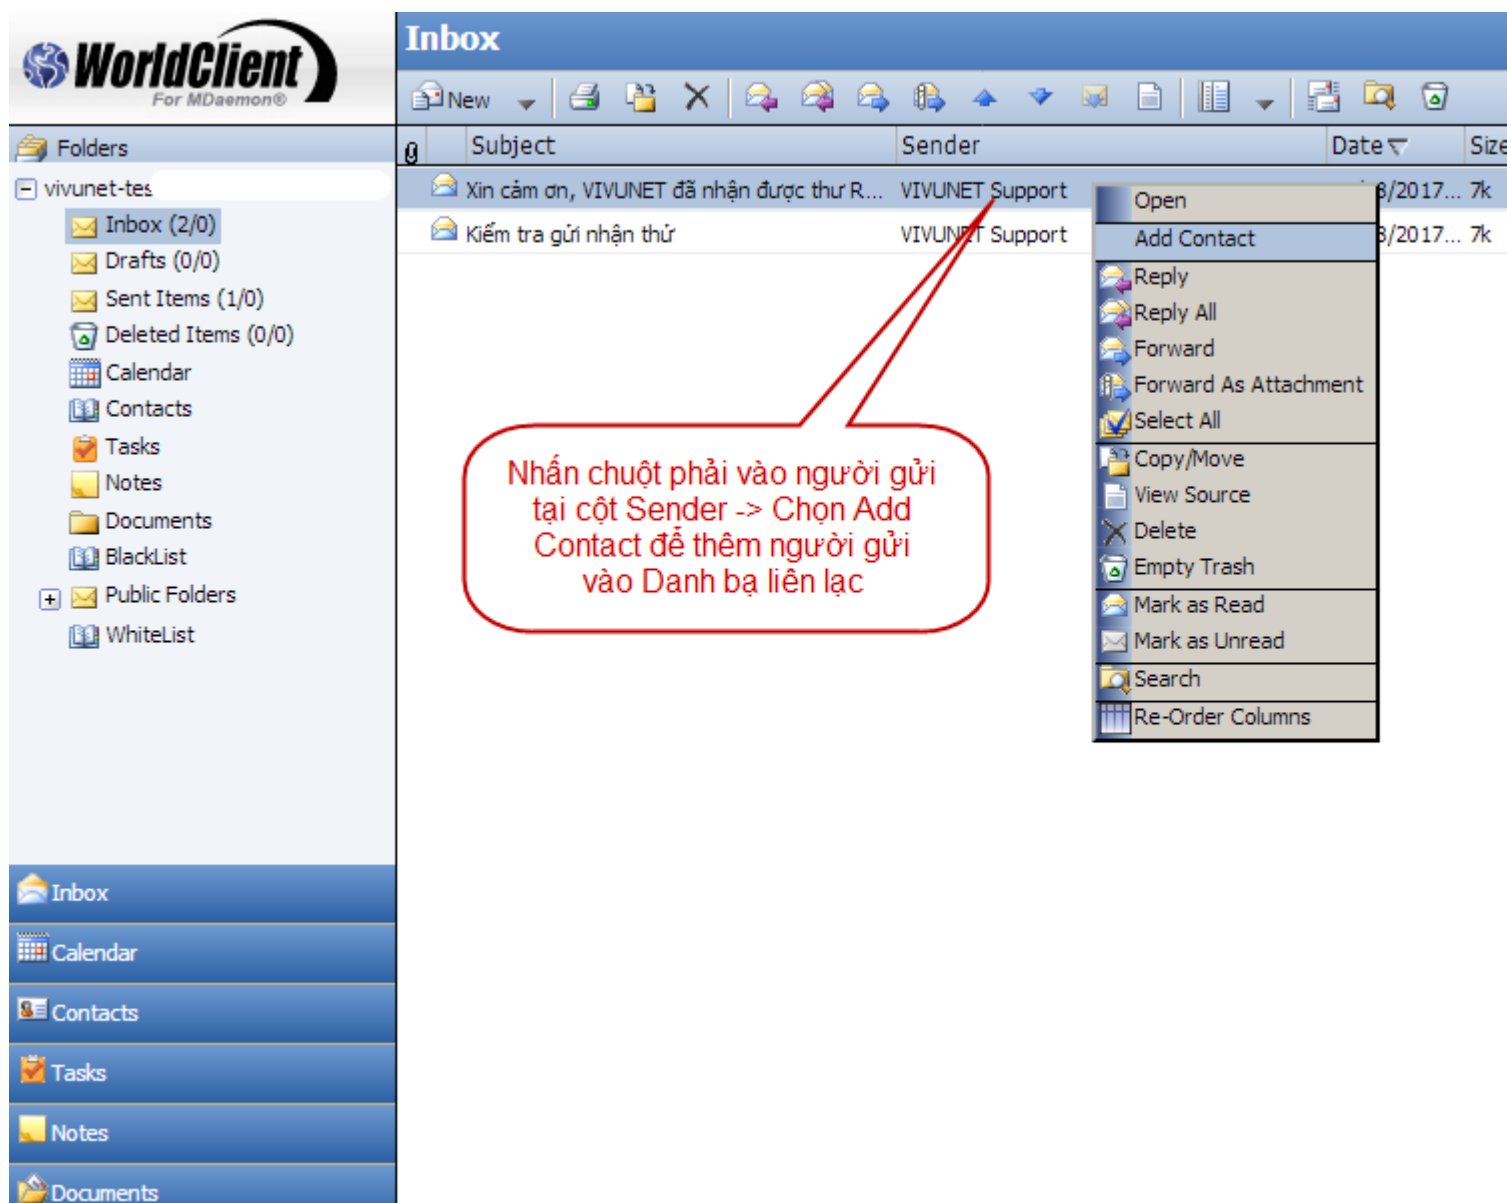 WorldClient
For MDaemon®
Inbox
New
Folders
Subject
Sender
Date
Size
vivunet-tes
Inbox (2/0)
Drafts (0/0)
Sent Items (1/0)
Deleted Items (0/0)
Calendar
Contacts
Tasks
Notes
Documents
BlackList
Public Folders
WhiteList
Xin cảm ơn, VIVUNET đã nhận được thư R... VIVUNET Support 8/2017... 7k
Kiểm tra gửi nhận thử VIVUNET Support 8/2017... 7k
Open
Add Contact
Reply
Reply All
Forward
Forward As Attachment
Select All
Copy/Move
View Source
Delete
Empty Trash
Mark as Read
Mark as Unread
Search
Re-Order Columns
Nhấn chuột phải vào người gửi
tại cột Sender -> Chọn Add
Contact để thêm người gửi
vào Danh bạ liên lạc
Inbox
Calendar
Contacts
Tasks
Notes
Documents